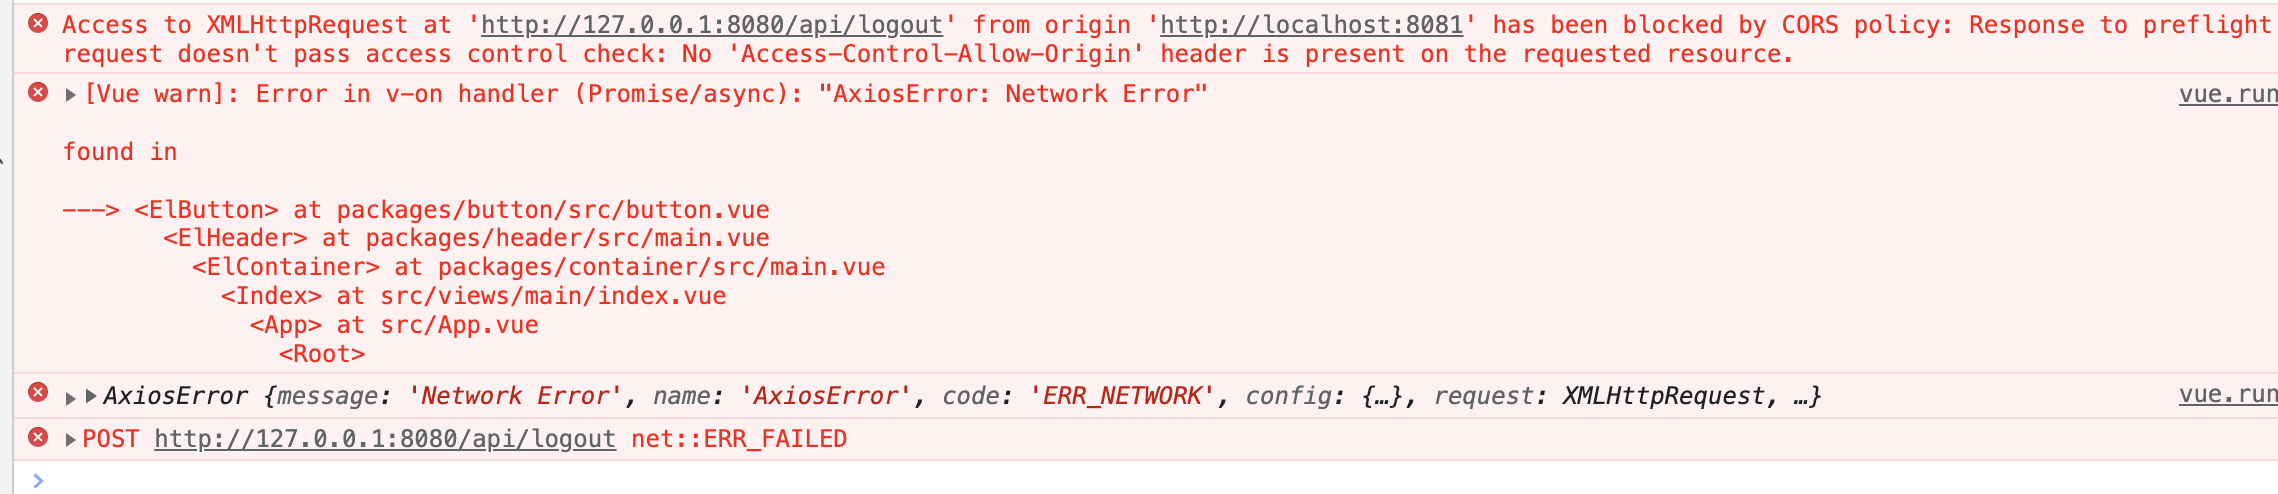 Access to XMLHttpRequest at 'http://127.0.0.1:8080/api/logout' from origin 'http://localhost:8081' has been blocked by CORS policy: Response to preflight
request doesn't pass access control check: No 'Access-Control-Allow-Origin' header is present on the requested resource.
[Vue warn]: Error in v-on handler (Promise/async): "AxiosError: Network Error" vue.run
found in
---> <ElButton> at packages/button/src/button.vue
<ElHeader> at packages/header/src/main.vue
<ElContainer> at packages/container/src/main.vue
<Index> at src/views/main/index.vue
<App> at src/App.vue
<Root>
AxiosError {message: 'Network Error', name: 'AxiosError', code: 'ERR_NETWORK', config: {…}, request: XMLHttpRequest, …} vue.run
POST http://127.0.0.1:8080/api/logout net::ERR_FAILED